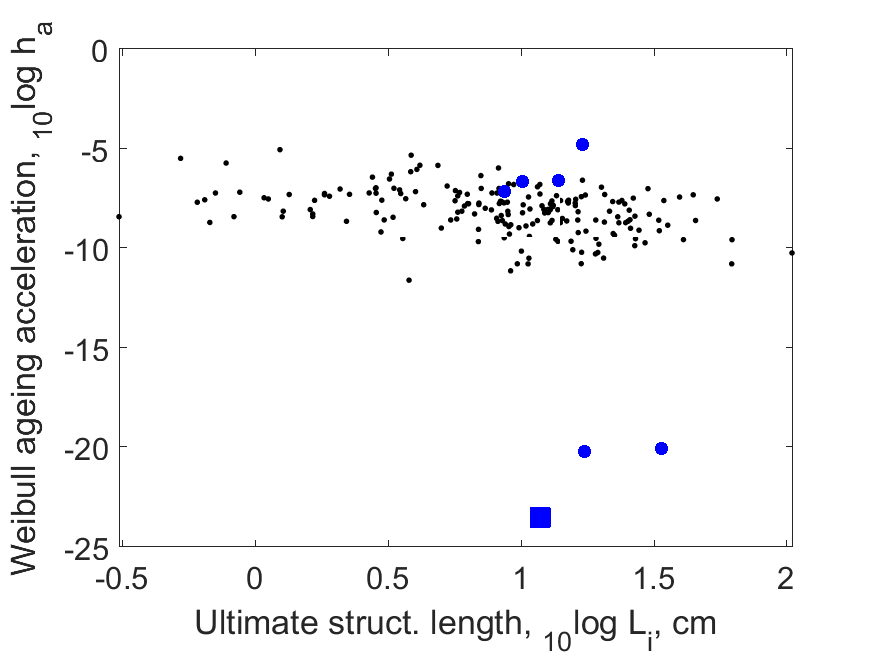 Weibull ageing acceleration, 10log ha
0
-5
-10
-15
-20
-25
-0.5 0 0.5 1 1.5 2
Ultimate struct. length, 10log Li, cm